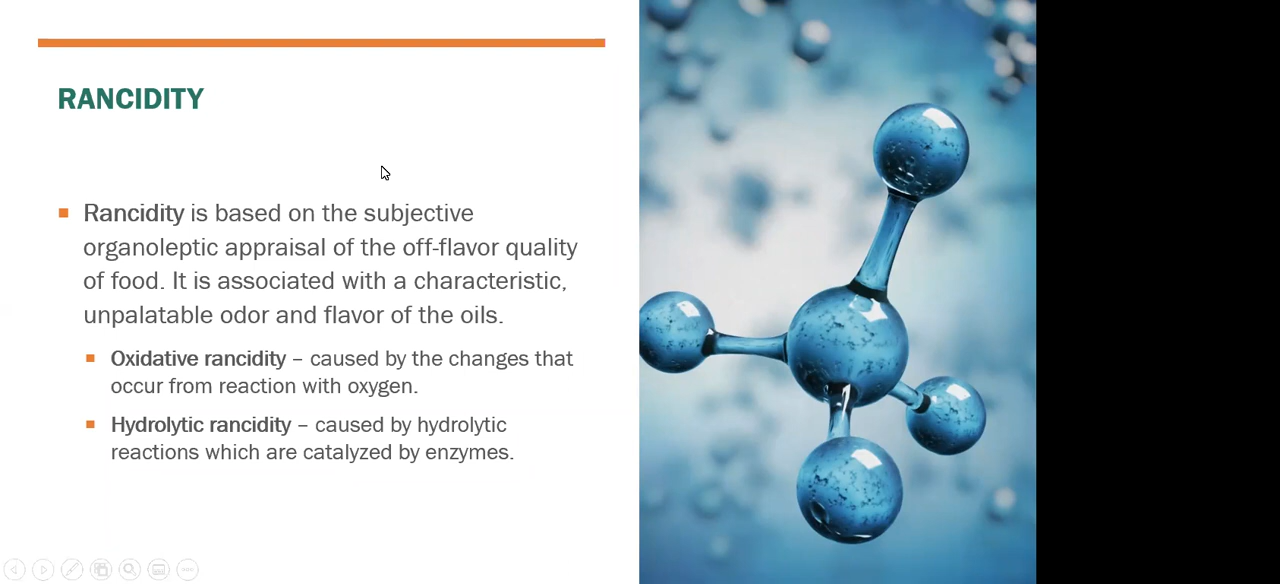 RANCIDITY
Rancidity is based on the subjective
organoleptic appraisal of the off-flavor quality
of food. It is associated with a characteristic,
unpalatable odor and flavor of the oils.
Oxidative rancidity – caused by the changes that
occur from reaction with oxygen.
Hydrolytic rancidity – caused by hydrolytic
reactions which are catalyzed by enzymes.